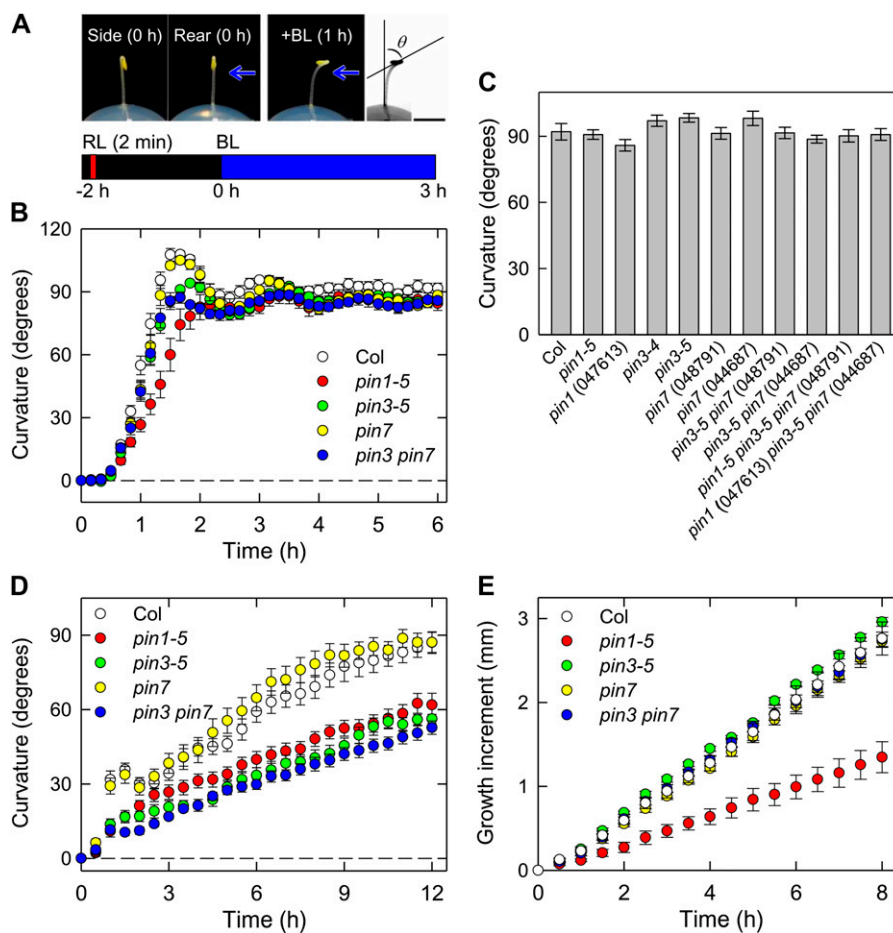 A
Side (0 h) Rear (0 h) +BL (1 h) θ
RL (2 min) BL
-2 h 0 h 3 h
B
120
90
60
30
0
Curvature (degrees)
Col
pin1-5
pin3-5
pin7
pin3 pin7
0 1 2 3 4 5 6
Time (h)
C
90
60
30
0
Curvature (degrees)
Col
pin1-5
pin1 (047613)
pin3-4
pin3-5
pin7 (048791)
pin7 (044687)
pin3-5 pin7 (048791)
pin3-5 pin7 (044687)
pin1-5 pin3-5 pin7 (048791)
pin1 (047613) pin3-5 pin7 (044687)
D
90
60
30
0
Curvature (degrees)
Col
pin1-5
pin3-5
pin7
pin3 pin7
3 6 9 12
Time (h)
E
3
2
1
0
Growth increment (mm)
Col
pin1-5
pin3-5
pin7
pin3 pin7
0 2 4 6 8
Time (h)